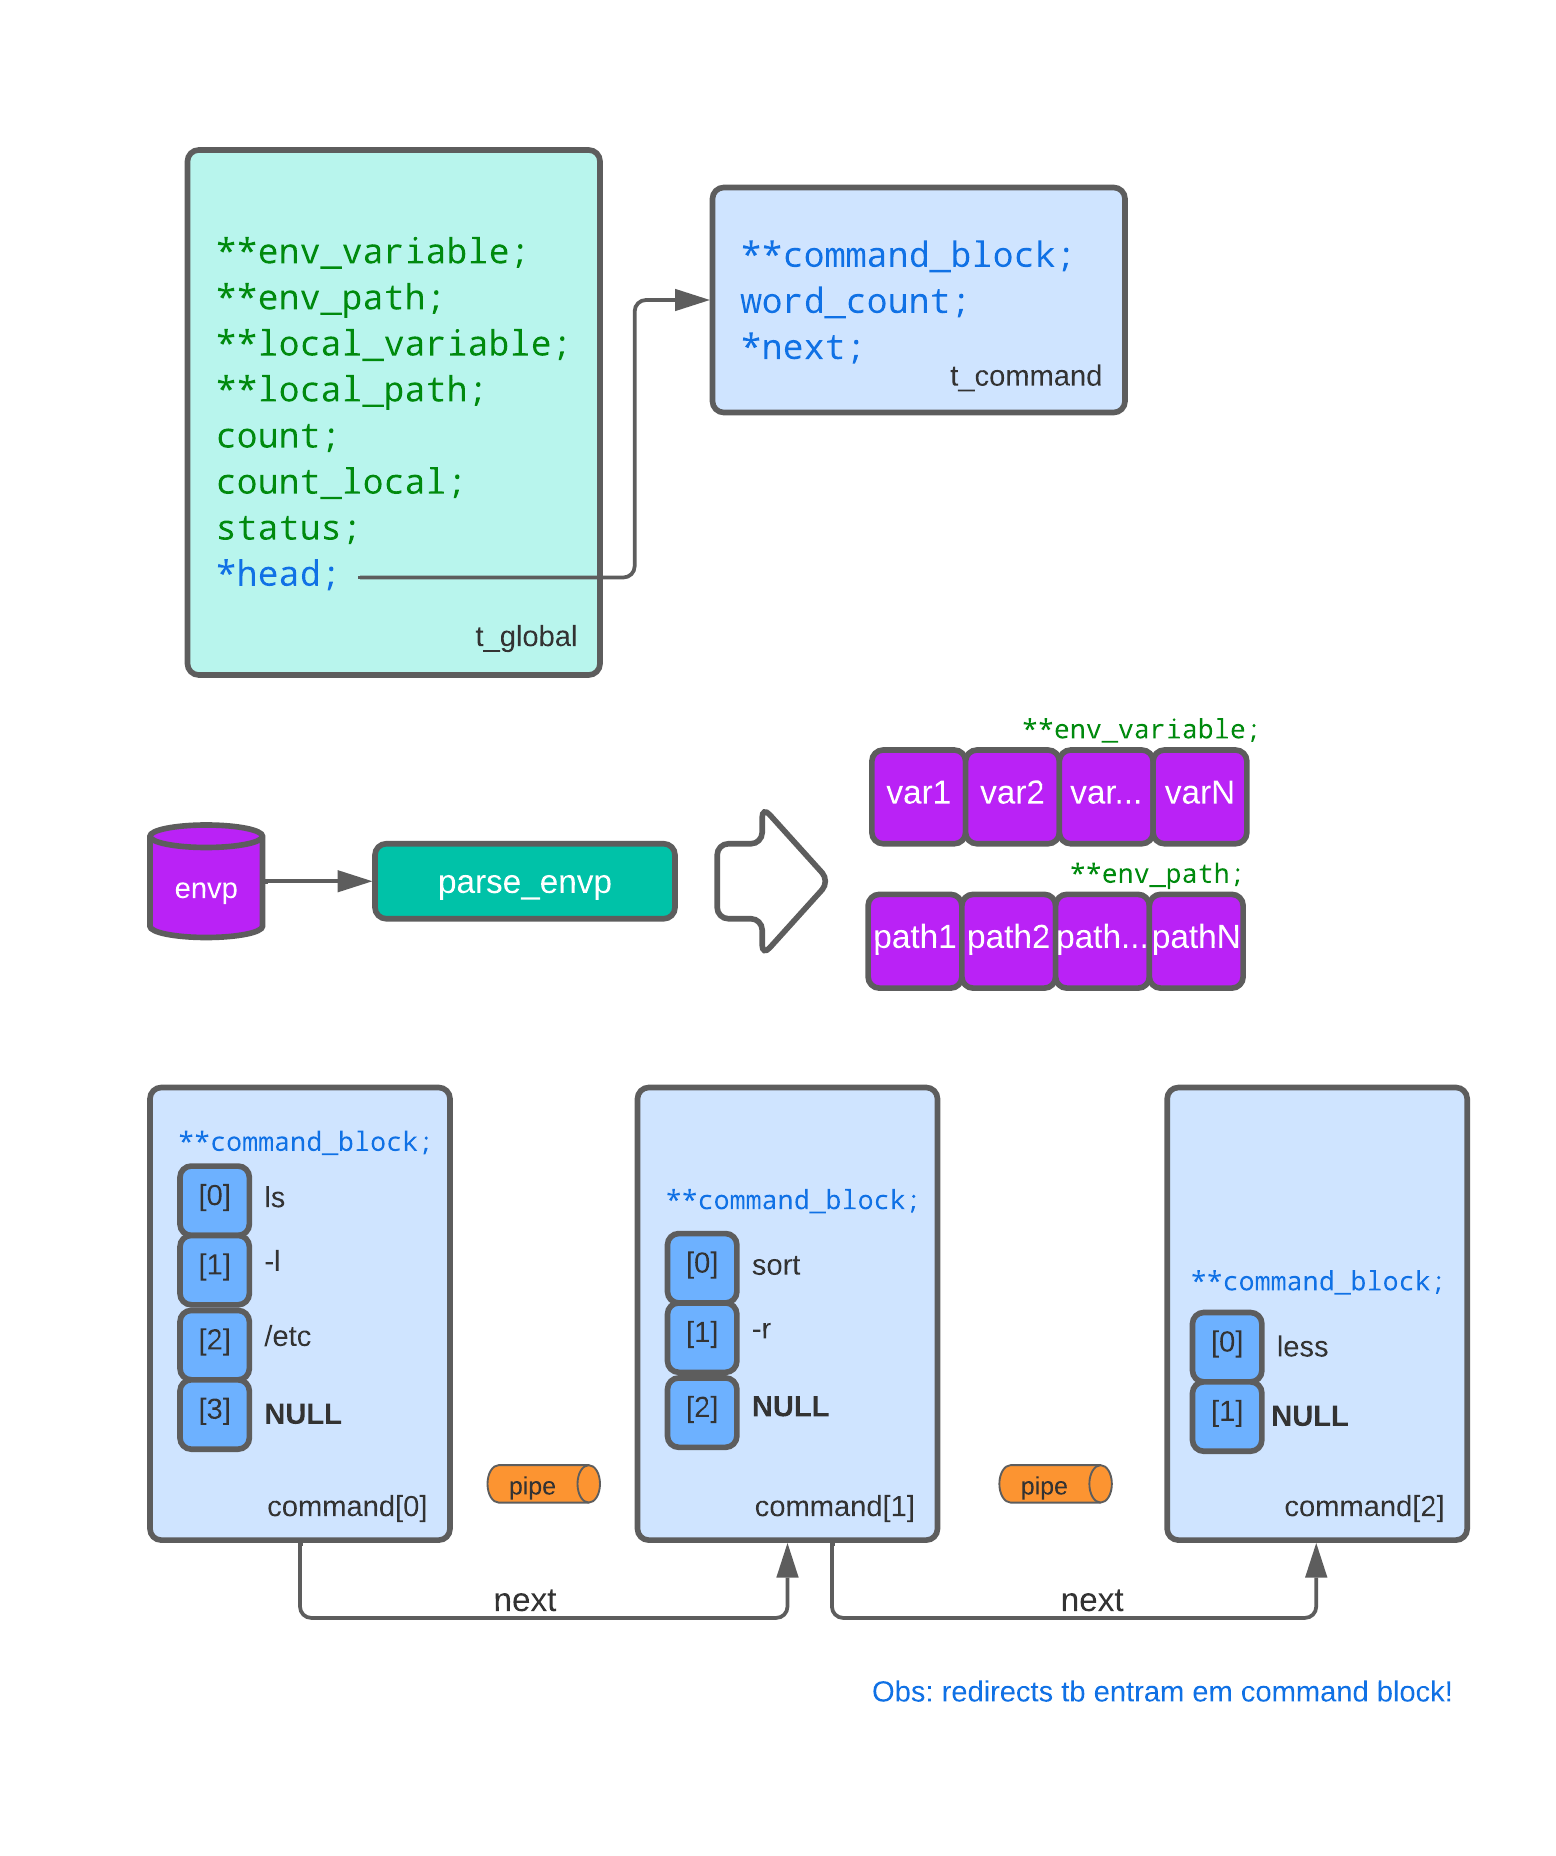 **env_variable;
**env_path;
**local_variable;
**local_path;
count;
count_local;
status;
*head;
t_global
**command_block;
word_count;
*next;
t_command
envp
parse_envp
**env_variable;
var1 var2 var... varN
**env_path;
path1 path2 path... pathN
**command_block;
[0] ls
[1] -l
[2] /etc
[3] NULL
command[0]
pipe
**command_block;
[0] sort
[1] -r
[2] NULL
command[1]
pipe
**command_block;
[0] less
[1] NULL
command[2]
next
next
Obs: redirects tb entram em command block!